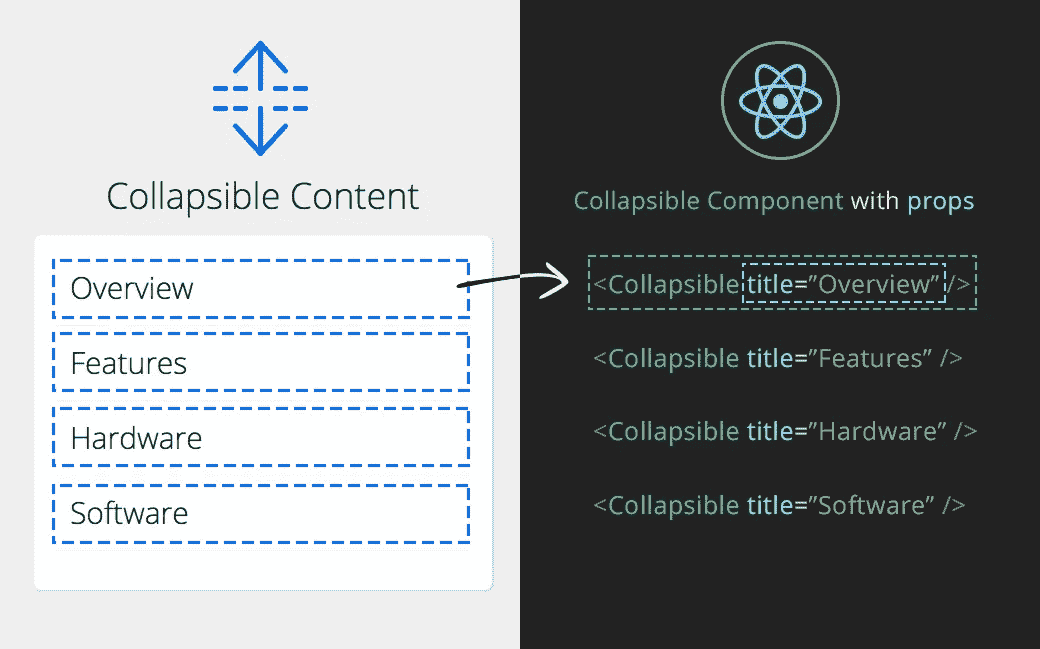 Collapsible Content
Overview
Features
Hardware
Software
Collapsible Component with props
<Collapsible title=”Overview” />
<Collapsible title=”Features” />
<Collapsible title=”Hardware” />
<Collapsible title=”Software” />